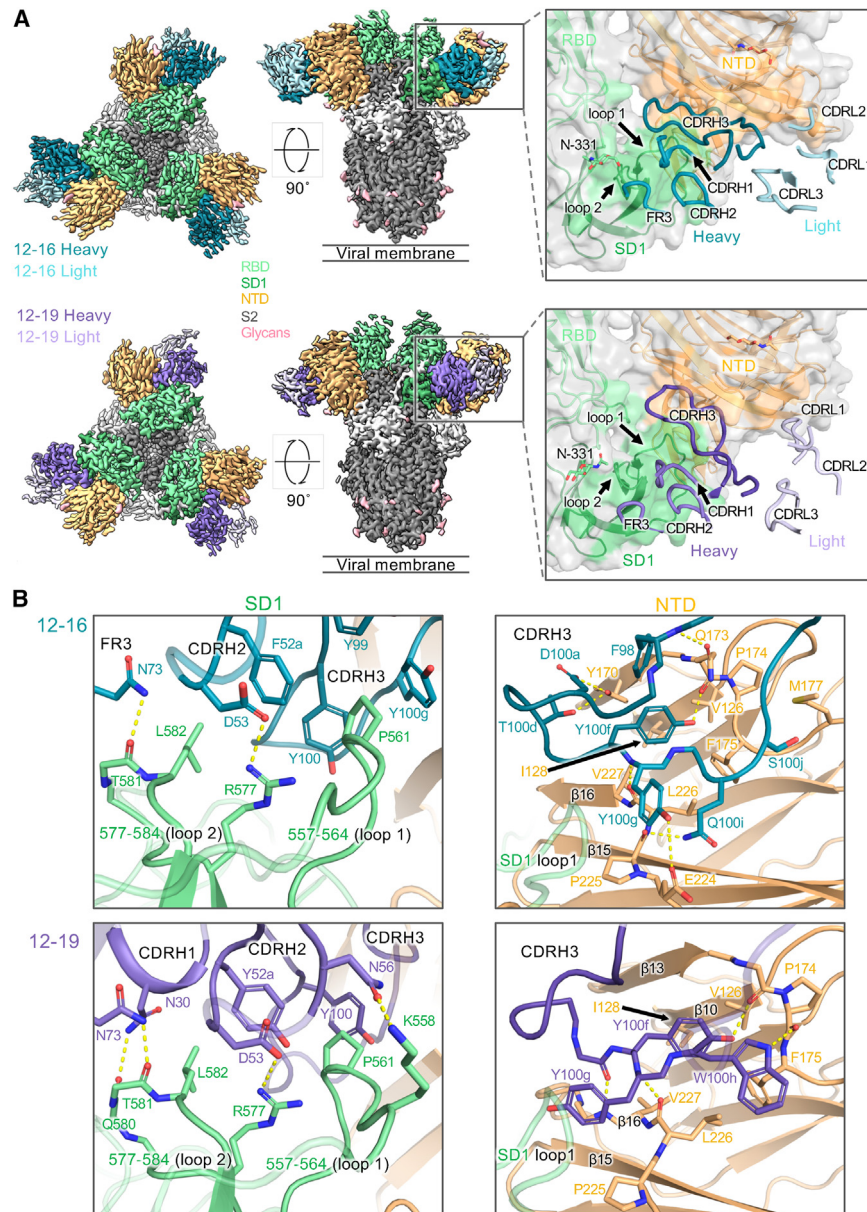 A
90°
Viral membrane
12-16 Heavy
12-16 Light
RBD
SD1
NTD
S2
Glycans
RBD
NTD
loop 1
CDRH3
CDRL2
N-331
CDRL1
CDRH1
CDRL3
loop 2
FR3
CDRH2
SD1
Heavy
Light
12-19 Heavy
12-19 Light
90°
Viral membrane
RBD
NTD
loop 1
CDRH3
CDRL1
N-331
CDRL2
loop 2
CDRH1
CDRL3
FR3
CDRH2
SD1
Heavy
Light
B
SD1
NTD
12-16
FR3
N73
CDRH2
F52a
Y99
D53
CDRH3
L582
Y100g
P561
Y100
T581
R577
577-584 (loop 2)
557-564 (loop 1)
CDRH3
Q173
D100a
F98
P174
Y170
M177
V126
T100d
Y100f
F175
S100j
I128
V227
β16
L226
Y100g
Q100i
SD1 loop1
β15
P225
E224
12-19
CDRH1
CDRH2
CDRH3
N56
N30
Y52a
N73
Y100
K558
D53
P561
L582
T581
R577
Q580
577-584 (loop 2)
557-564 (loop 1)
CDRH3
β13
P174
V126
I128
β10
Y100f
F175
Y100g
W100h
V227
β16
L226
SD1 loop1
β15
P225